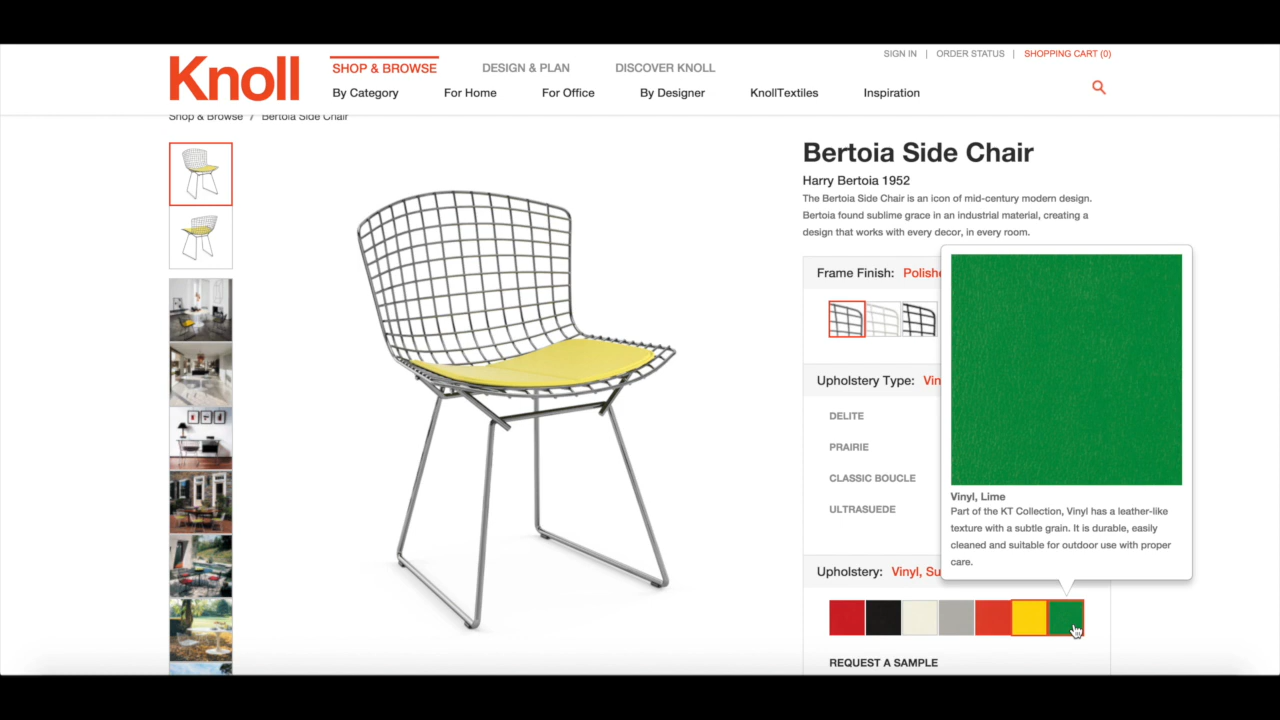 Knoll
SHOP & BROWSE
DESIGN & PLAN
DISCOVER KNOLL
SIGN IN | ORDER STATUS | SHOPPING CART (0)
By Category
For Home
For Office
By Designer
KnollTextiles
Inspiration
Shop & Browse / Bertoia Side Chair
Bertoia Side Chair
Harry Bertoia 1952
The Bertoia Side Chair is an icon of mid-century modern design.
Bertoia found sublime grace in an industrial material, creating a
design that works with every decor, in every room.
Frame Finish: Polishe
Upholstery Type: Vin
DELITE
PRAIRIE
CLASSIC BOUCLE
ULTRASUEDE
Vinyl, Lime
Part of the KT Collection, Vinyl has a leather-like
texture with a subtle grain. It is durable, easily
cleaned and suitable for outdoor use with proper
care.
Upholstery: Vinyl, Su
REQUEST A SAMPLE